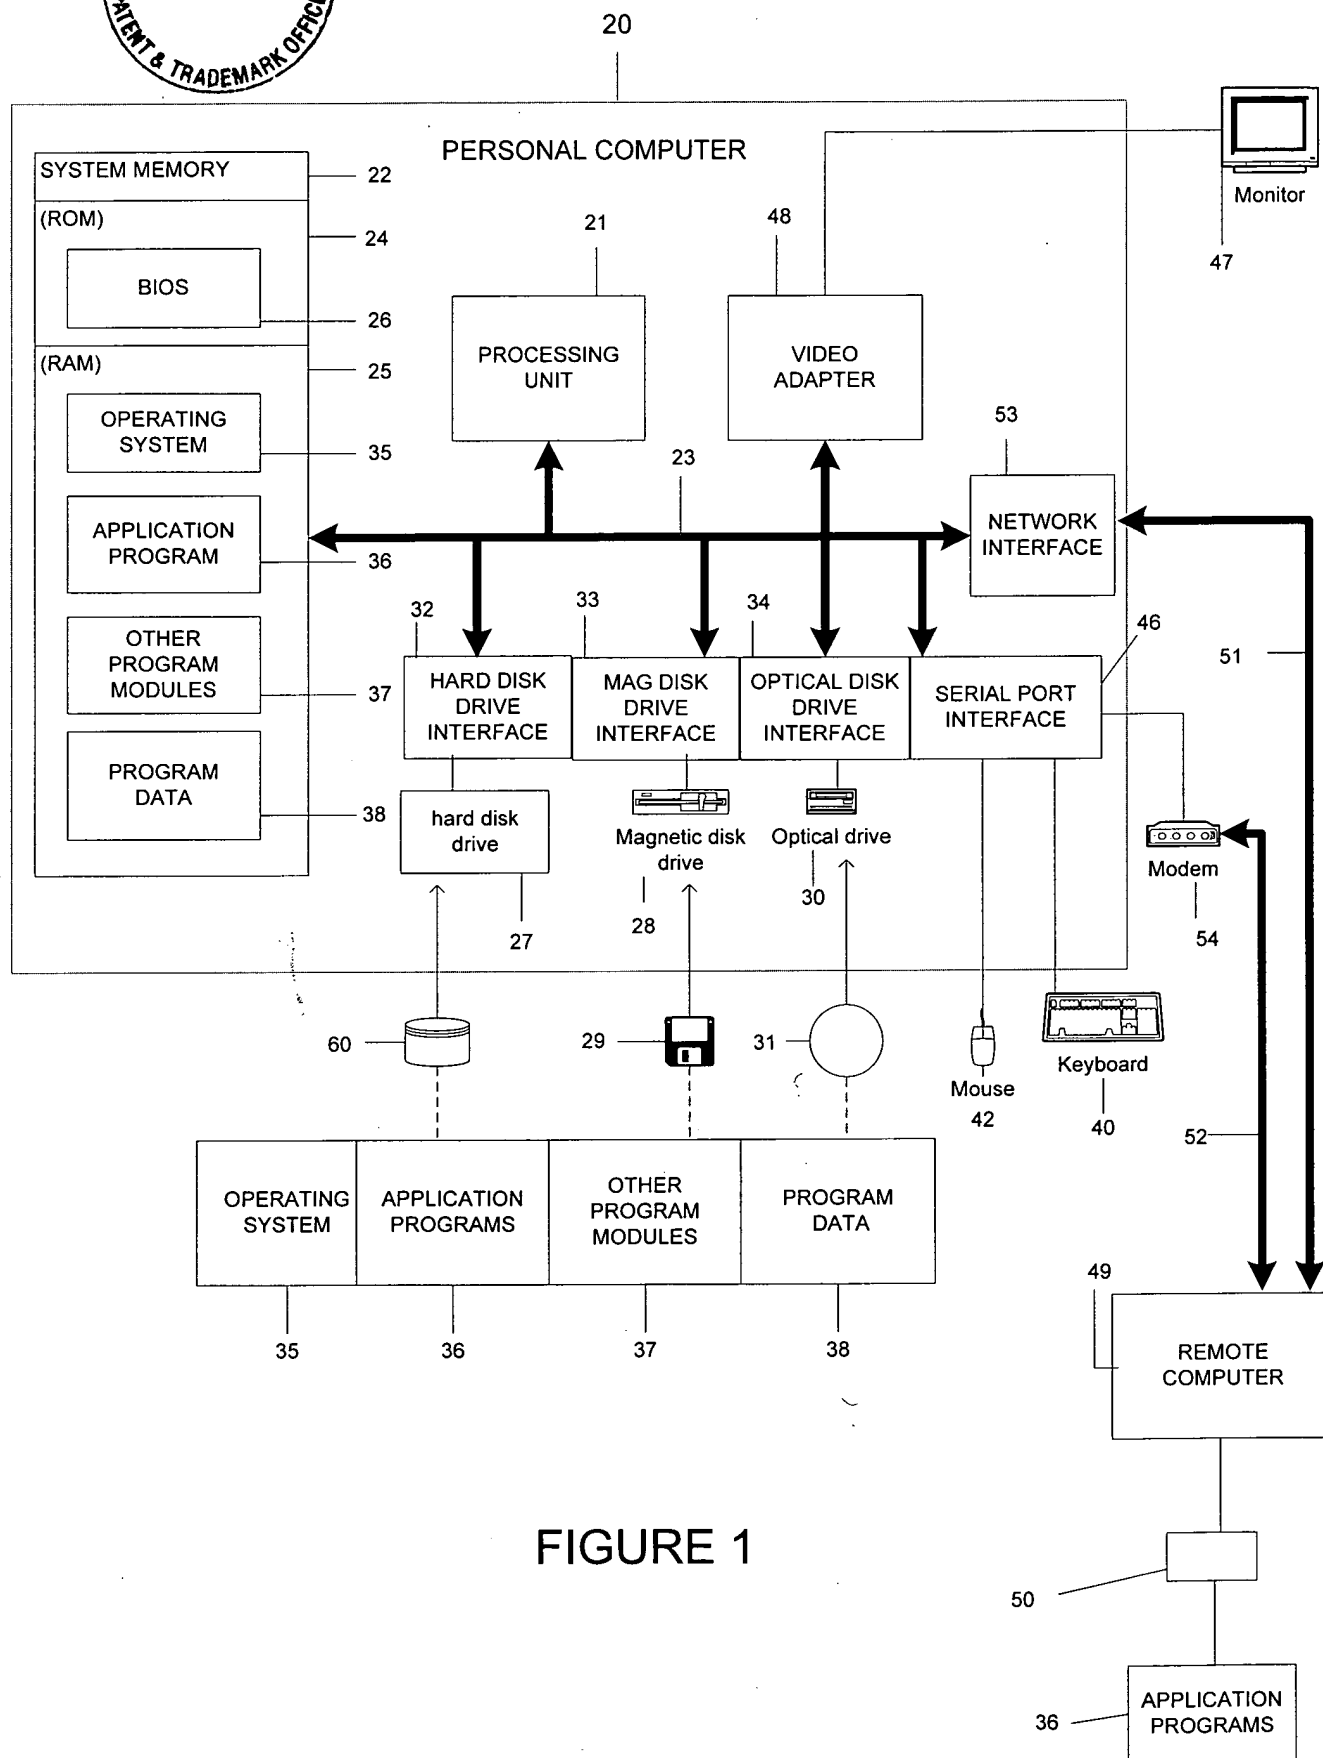 PATENT & TRADEMARK OFFICE
20
PERSONAL COMPUTER
SYSTEM MEMORY
22
(ROM)
24
BIOS
26
(RAM)
25
OPERATING
SYSTEM
35
APPLICATION
PROGRAM
36
OTHER
PROGRAM
MODULES
37
PROGRAM
DATA
38
21
PROCESSING
UNIT
48
VIDEO
ADAPTER
Monitor
47
23
53
NETWORK
INTERFACE
32
HARD DISK
DRIVE
INTERFACE
33
MAG DISK
DRIVE
INTERFACE
34
OPTICAL DISK
DRIVE
INTERFACE
46
SERIAL PORT
INTERFACE
51
hard disk
drive
27
Magnetic disk
drive
28
Optical drive
30
Modem
54
60
29
31
Mouse
42
Keyboard
40
52
OPERATING
SYSTEM
APPLICATION
PROGRAMS
OTHER
PROGRAM
MODULES
PROGRAM
DATA
35
36
37
38
49
REMOTE
COMPUTER
FIGURE 1
50
36
APPLICATION
PROGRAMS